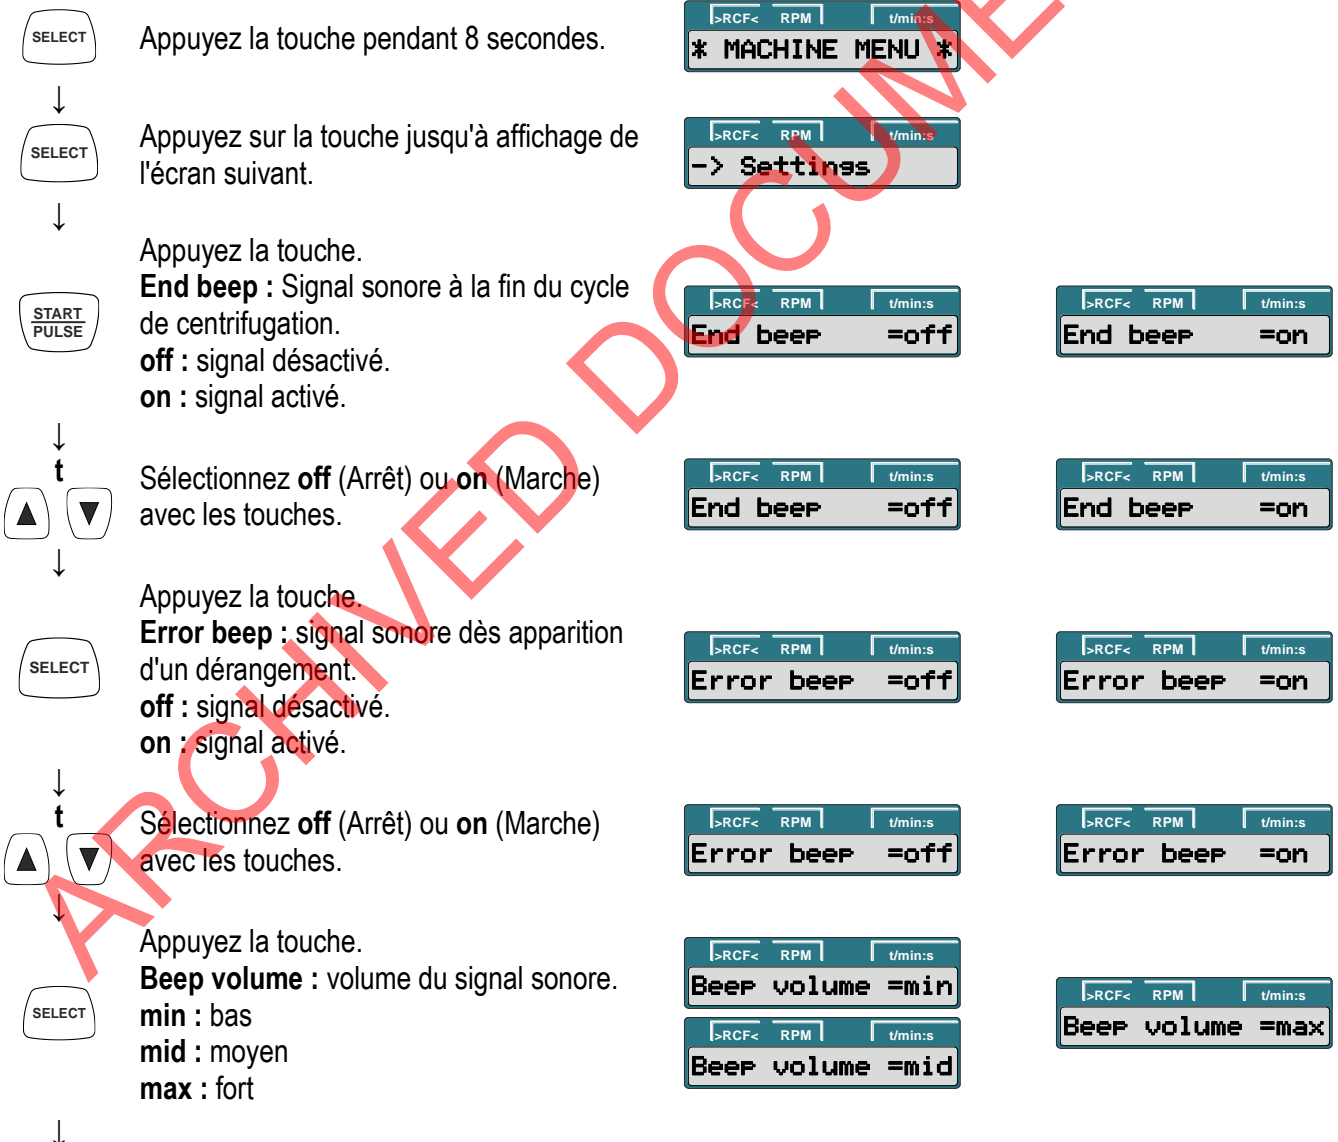 SELECT
Appuyez la touche pendant 8 secondes.
>RCF< RPM t/min:s
* MACHINE MENU *
↓
SELECT
Appuyez sur la touche jusqu'à affichage de
l'écran suivant.
>RCF< RPM t/min:s
-> Settings
↓
START
PULSE
Appuyez la touche.
End beep : Signal sonore à la fin du cycle
de centrifugation.
off : signal désactivé.
on : signal activé.
>RCF< RPM t/min:s
End beep =off
>RCF< RPM t/min:s
End beep =on
↓
t
▲ ▼
Sélectionnez off (Arrêt) ou on (Marche)
avec les touches.
>RCF< RPM t/min:s
End beep =off
>RCF< RPM t/min:s
End beep =on
↓
SELECT
Appuyez la touche.
Error beep : signal sonore dès apparition
d'un dérangement.
off : signal désactivé.
on : signal activé.
>RCF< RPM t/min:s
Error beep =off
>RCF< RPM t/min:s
Error beep =on
↓
t
▲ ▼
Sélectionnez off (Arrêt) ou on (Marche)
avec les touches.
>RCF< RPM t/min:s
Error beep =off
>RCF< RPM t/min:s
Error beep =on
↓
SELECT
Appuyez la touche.
Beep volume : volume du signal sonore.
min : bas
mid : moyen
max : fort
>RCF< RPM t/min:s
Beep volume =min
>RCF< RPM t/min:s
Beep volume =mid
>RCF< RPM t/min:s
Beep volume =max
↓
ARCHIVED DOCUME